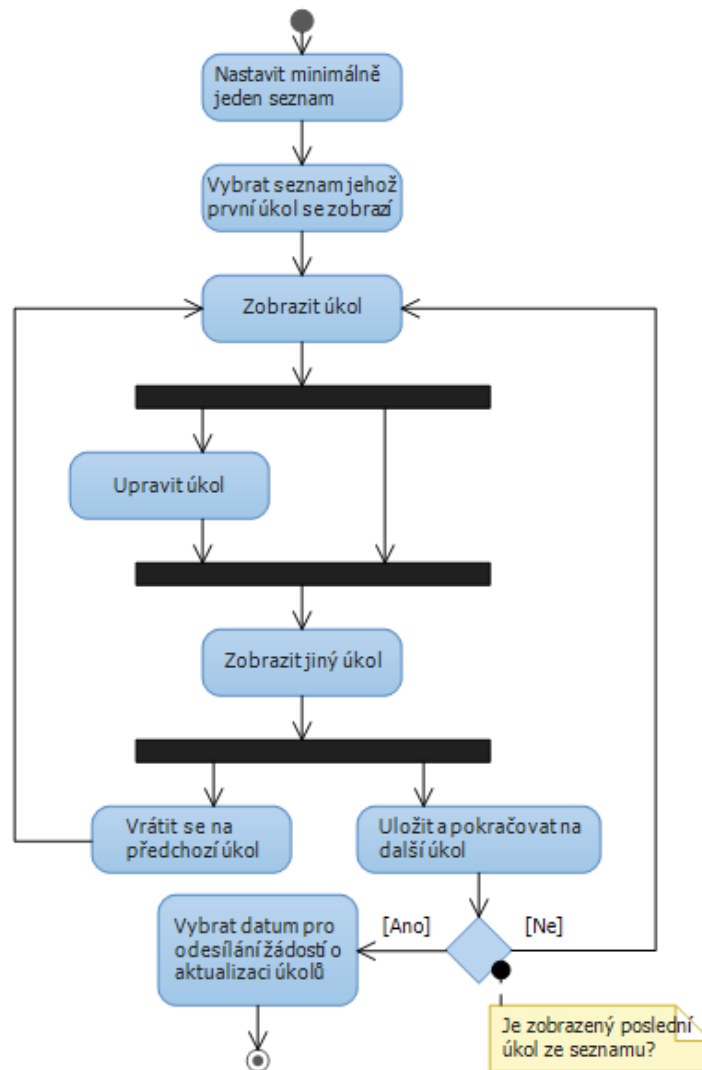 Nastavit minimálně
jeden seznam
Vybrat seznam jehož
první úkol se zobrazí
Zobrazit úkol
Upravit úkol
Zobrazit jiný úkol
Vrátit se na
předchozí úkol
Uložit a pokračovat na
další úkol
Vybrat datum pro
odesílání žádostí o
aktualizaci úkolů
[Ano]
[Ne]
Je zobrazený poslední
úkol ze seznamu?